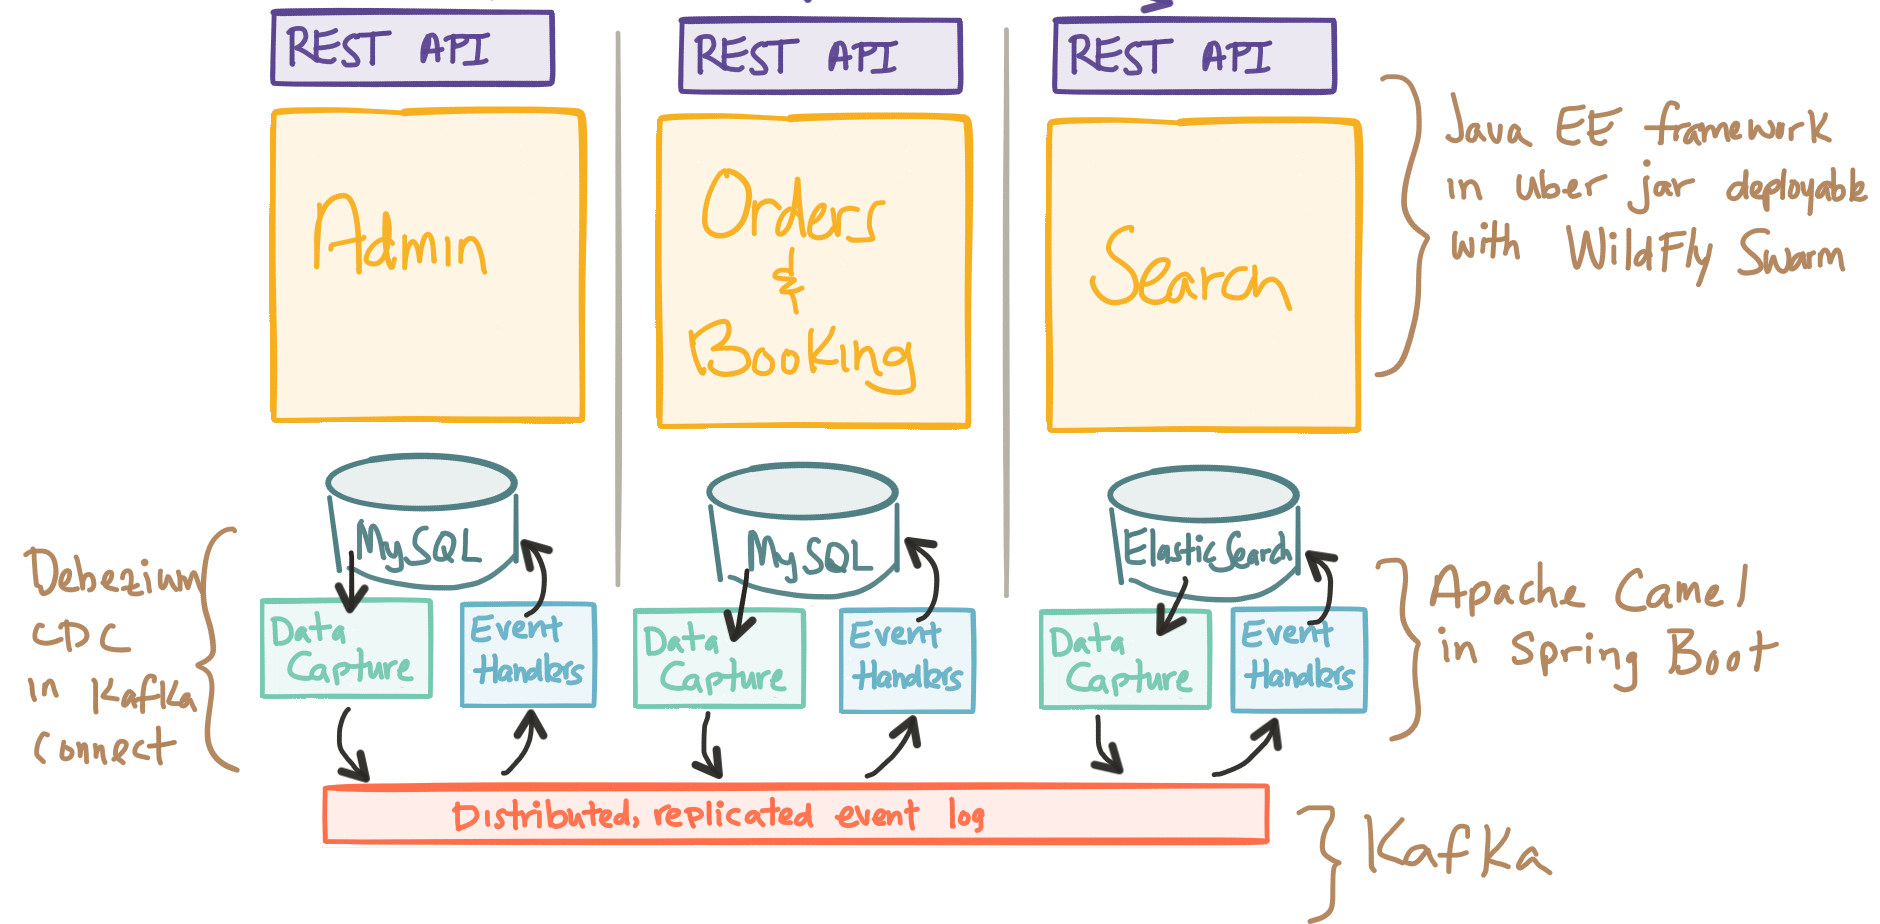 REST API
REST API
REST API
Admin
Orders
&
Booking
Search
Java EE framework
in uber jar deployable
with WildFly Swarm
MySQL
MySQL
Elastic Search
Debezium
CDC
in Kafka
connect
Data
Capture
Event
Handlers
Data
Capture
Event
Handlers
Data
Capture
Event
Handlers
Apache Camel
in Spring Boot
Distributed, replicated event log
Kafka